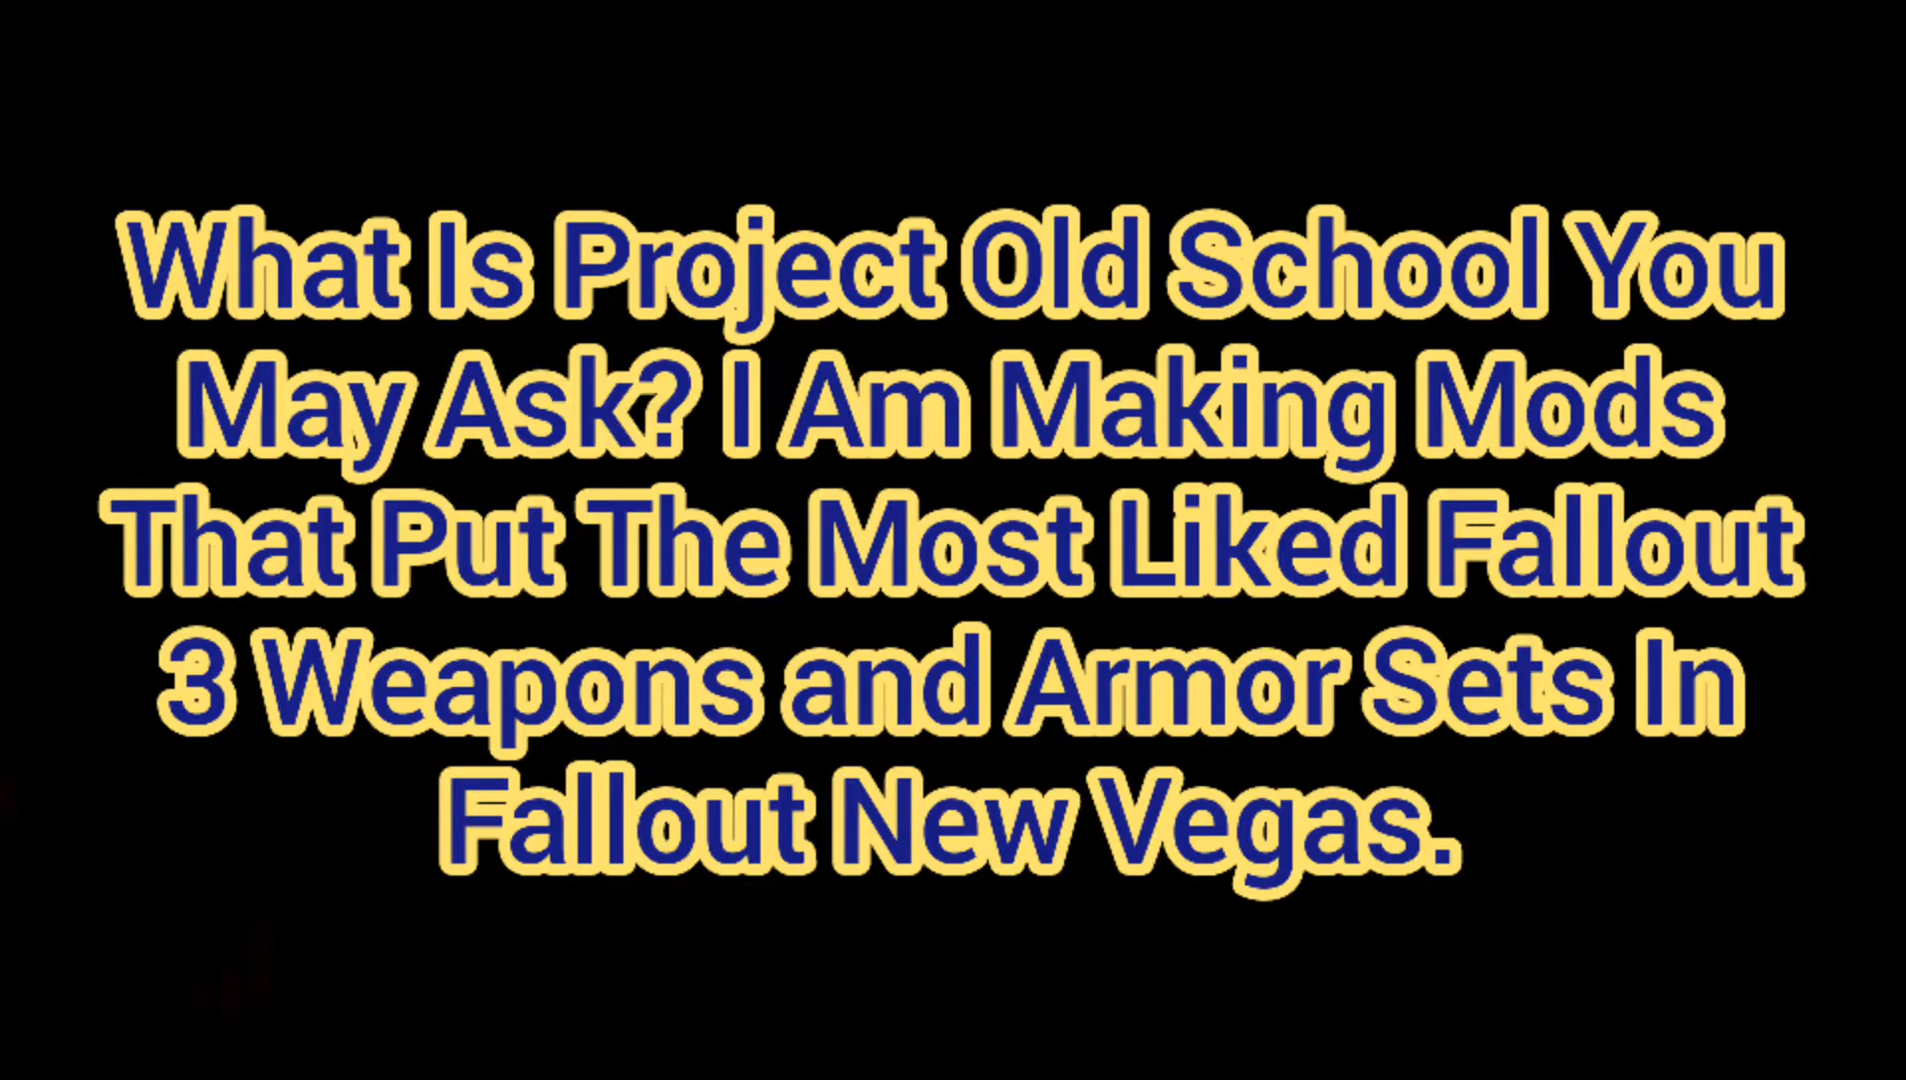 What Is Project Old School You
May Ask? I Am Making Mods
That Put The Most Liked Fallout
3 Weapons and Armor Sets In
Fallout New Vegas.